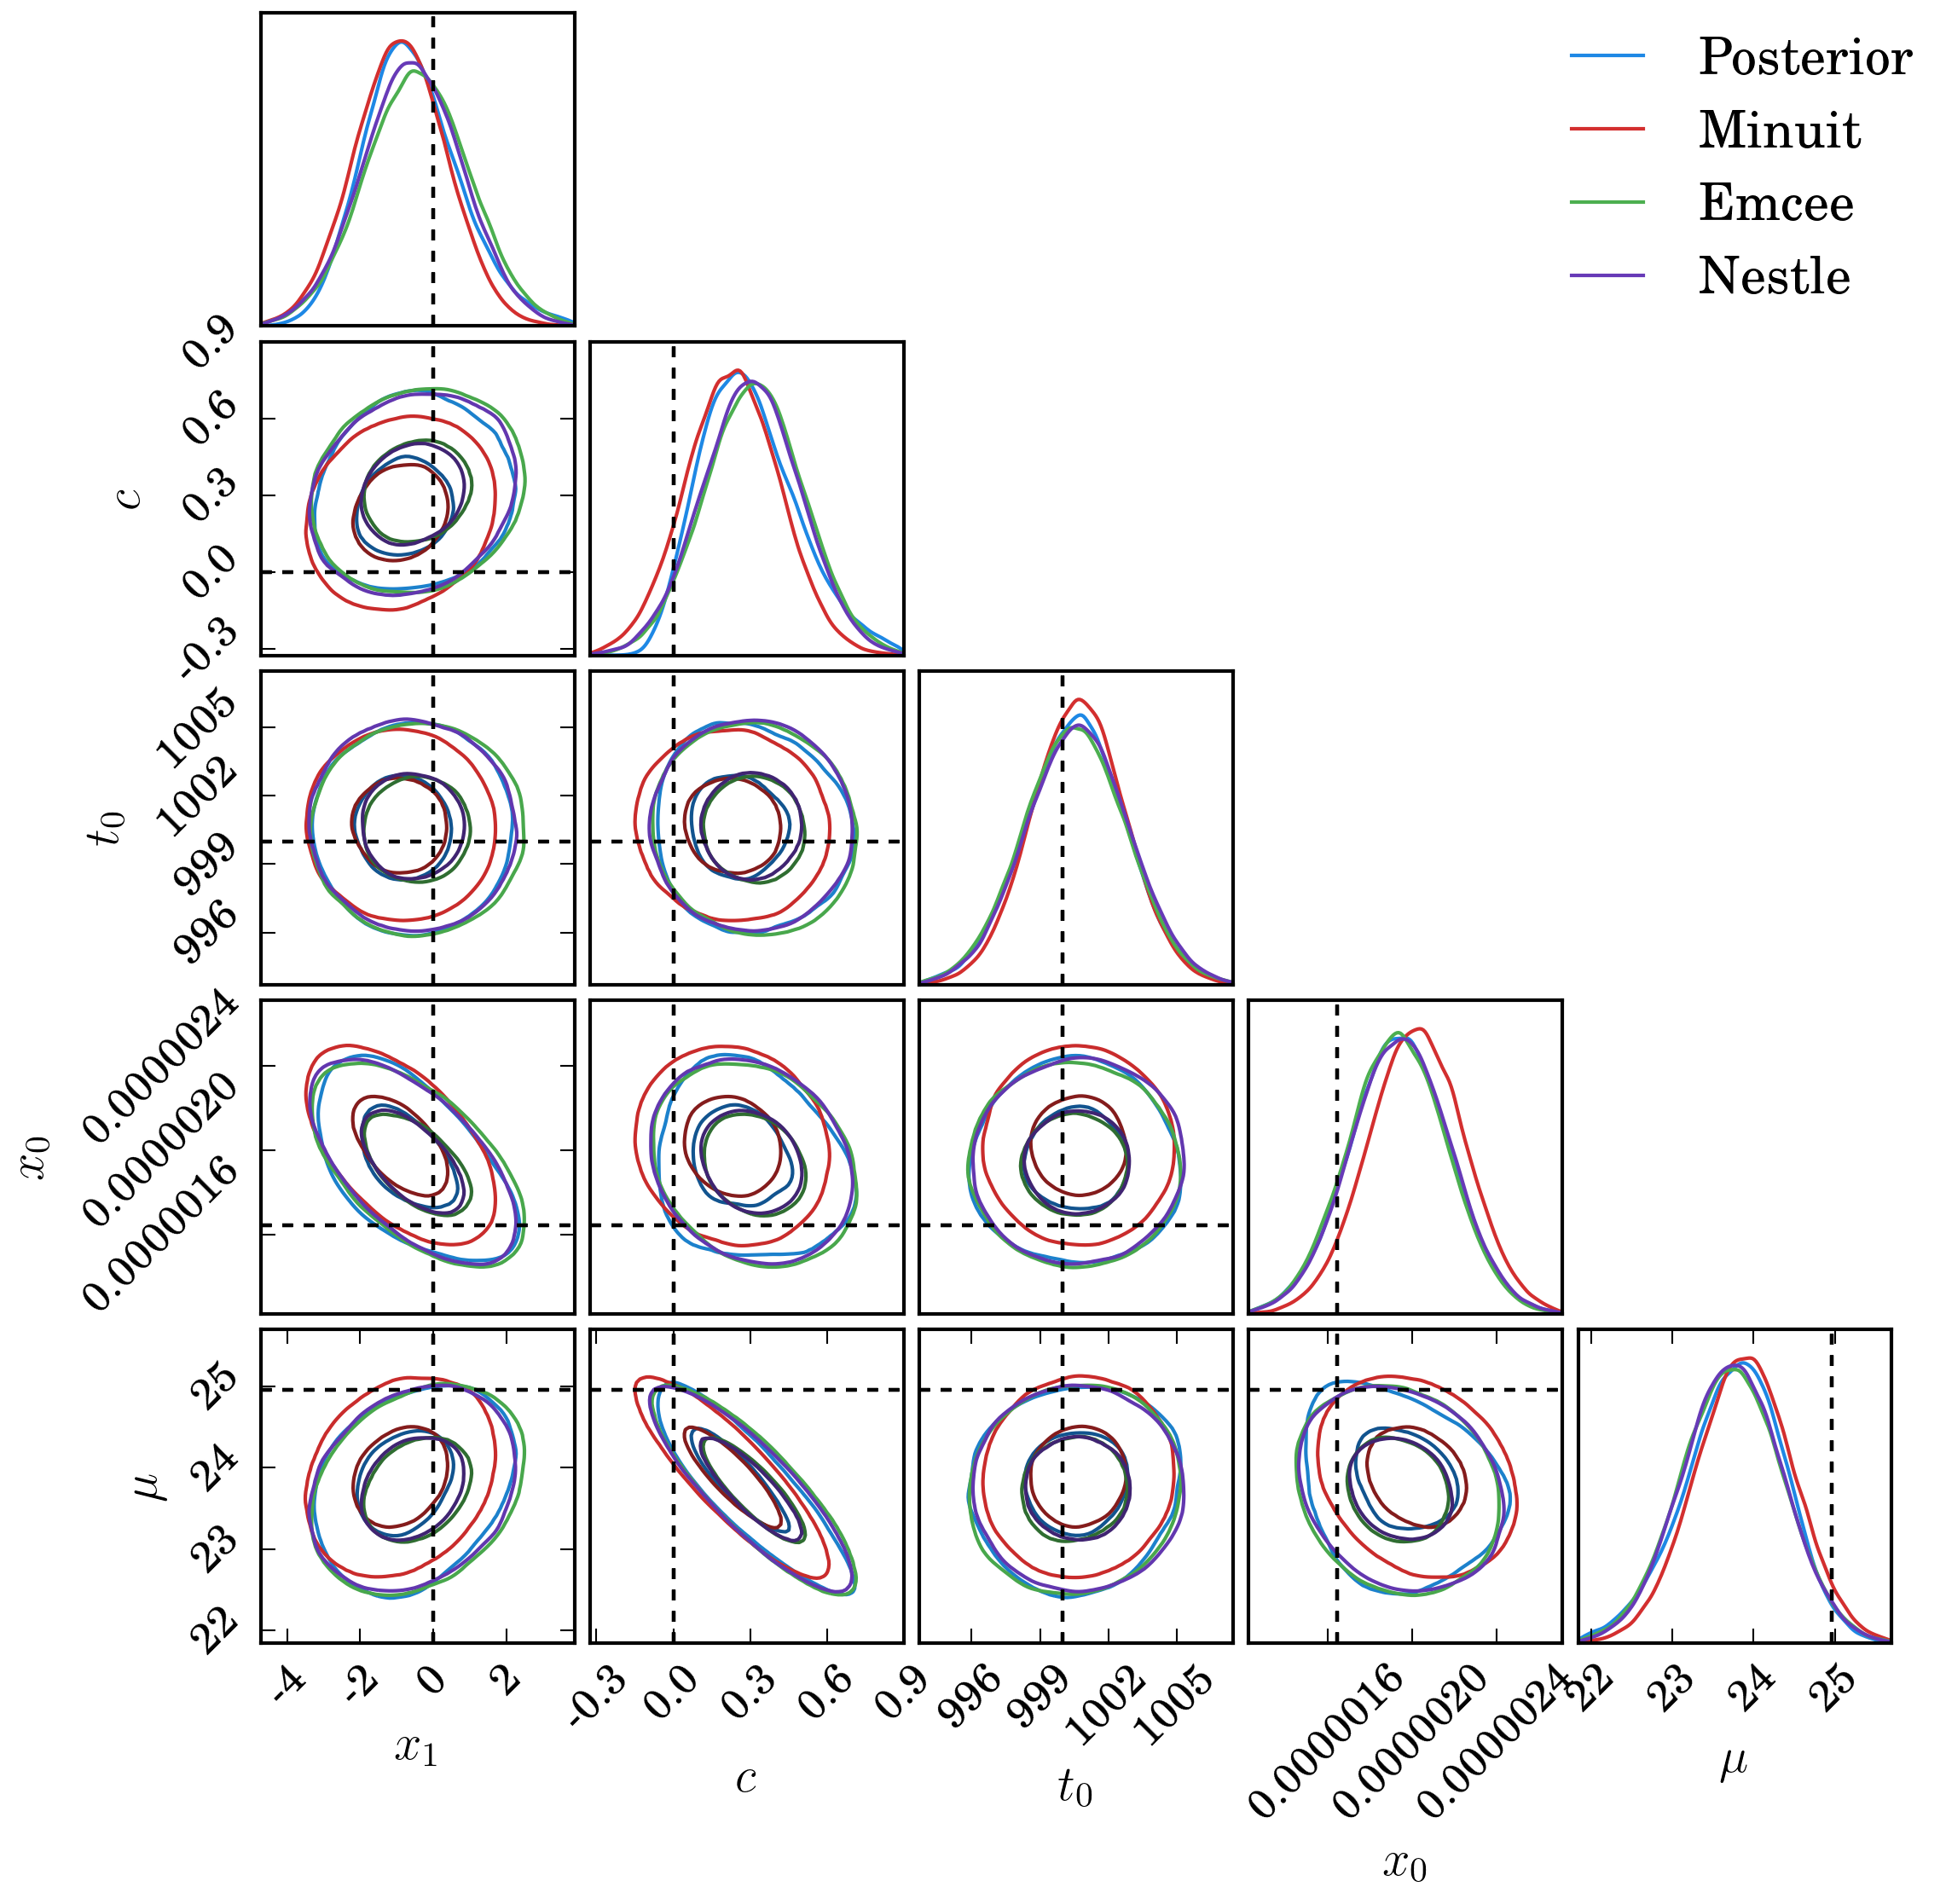 Posterior
Minuit
Emcee
Nestle
0.9
0.6
0.3
0.0
-0.3
c
1005
1002
999
996
t₀
0.0000024
0.0000020
0.0000016
x₀
25
24
23
22
μ
-4 -2 0 2
-0.3 0.0 0.3 0.6 0.9
996 999 1002 1005
0.0000016 0.0000020 0.0000024
22 23 24 25
x₁
c
t₀
x₀
μ